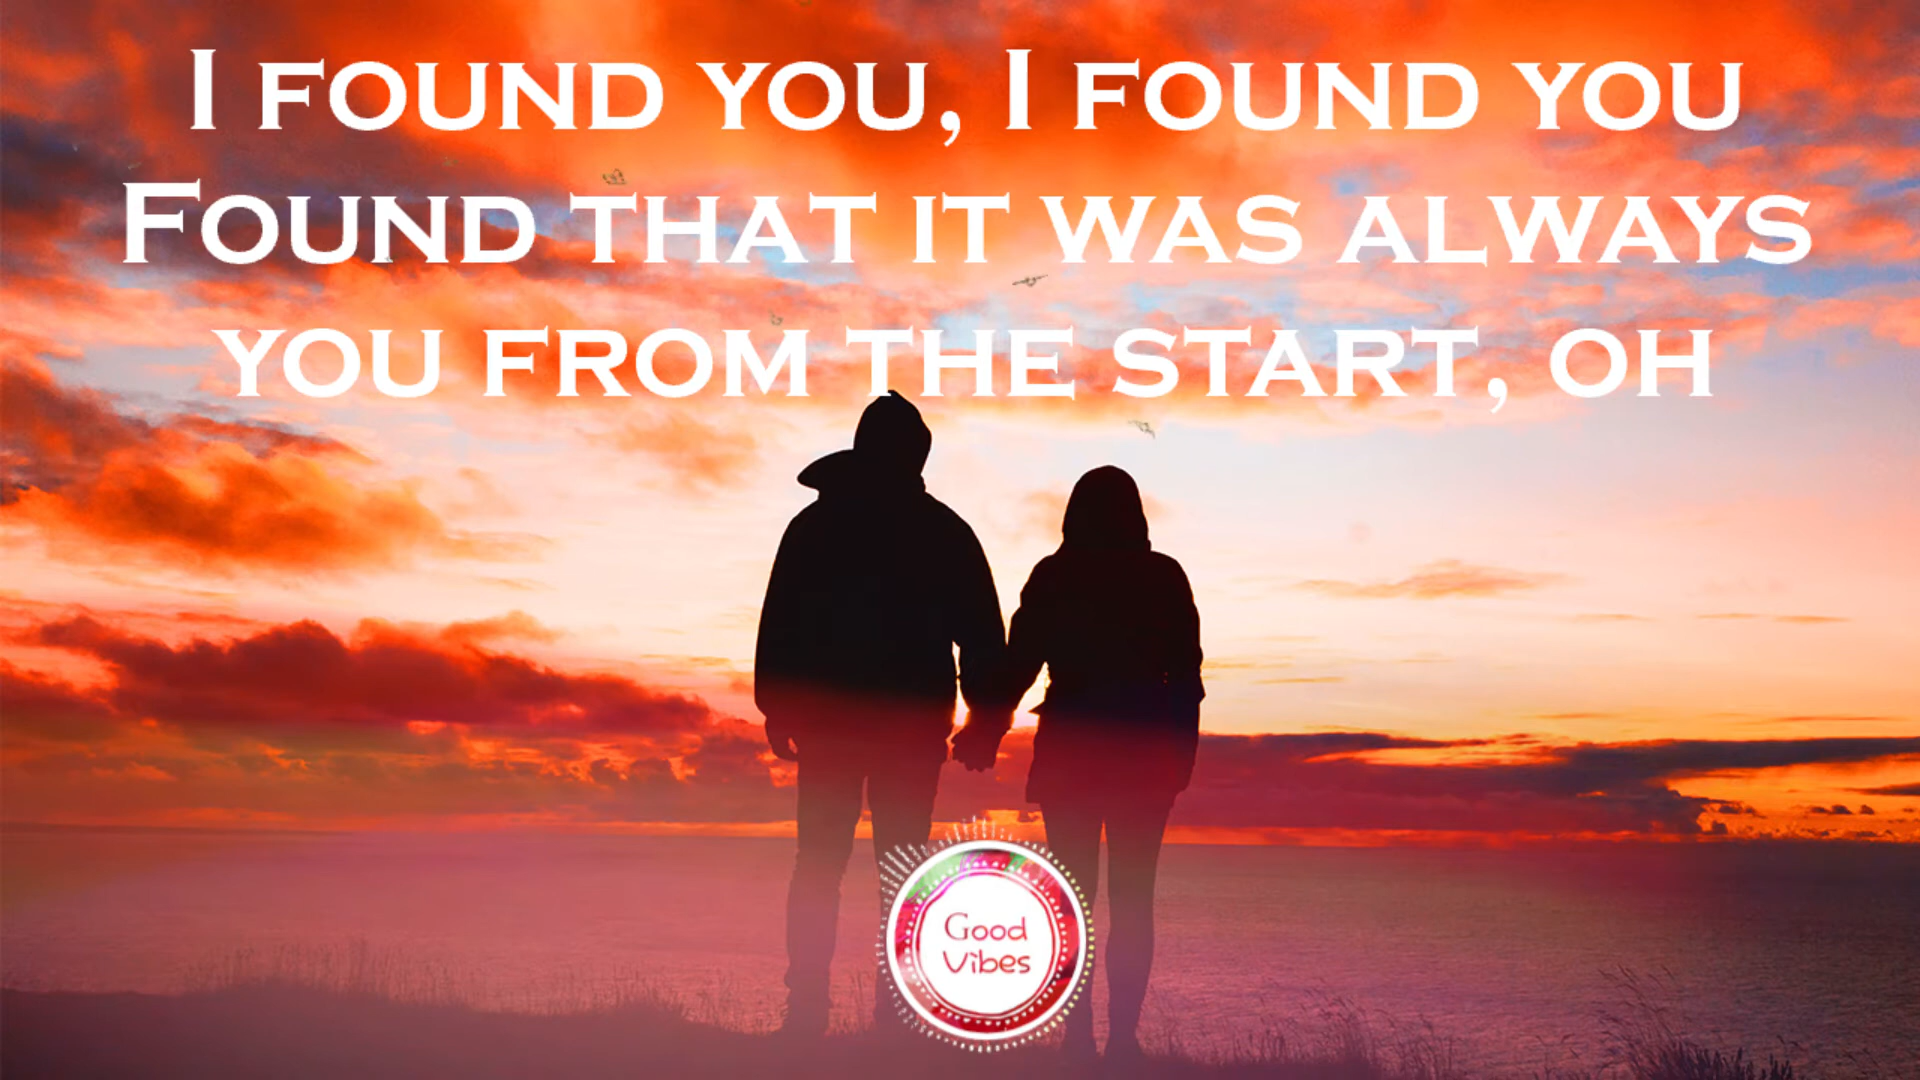 I FOUND YOU, I FOUND YOU
FOUND THAT IT WAS ALWAYS
YOU FROM THE START, OH
Good
Vibes